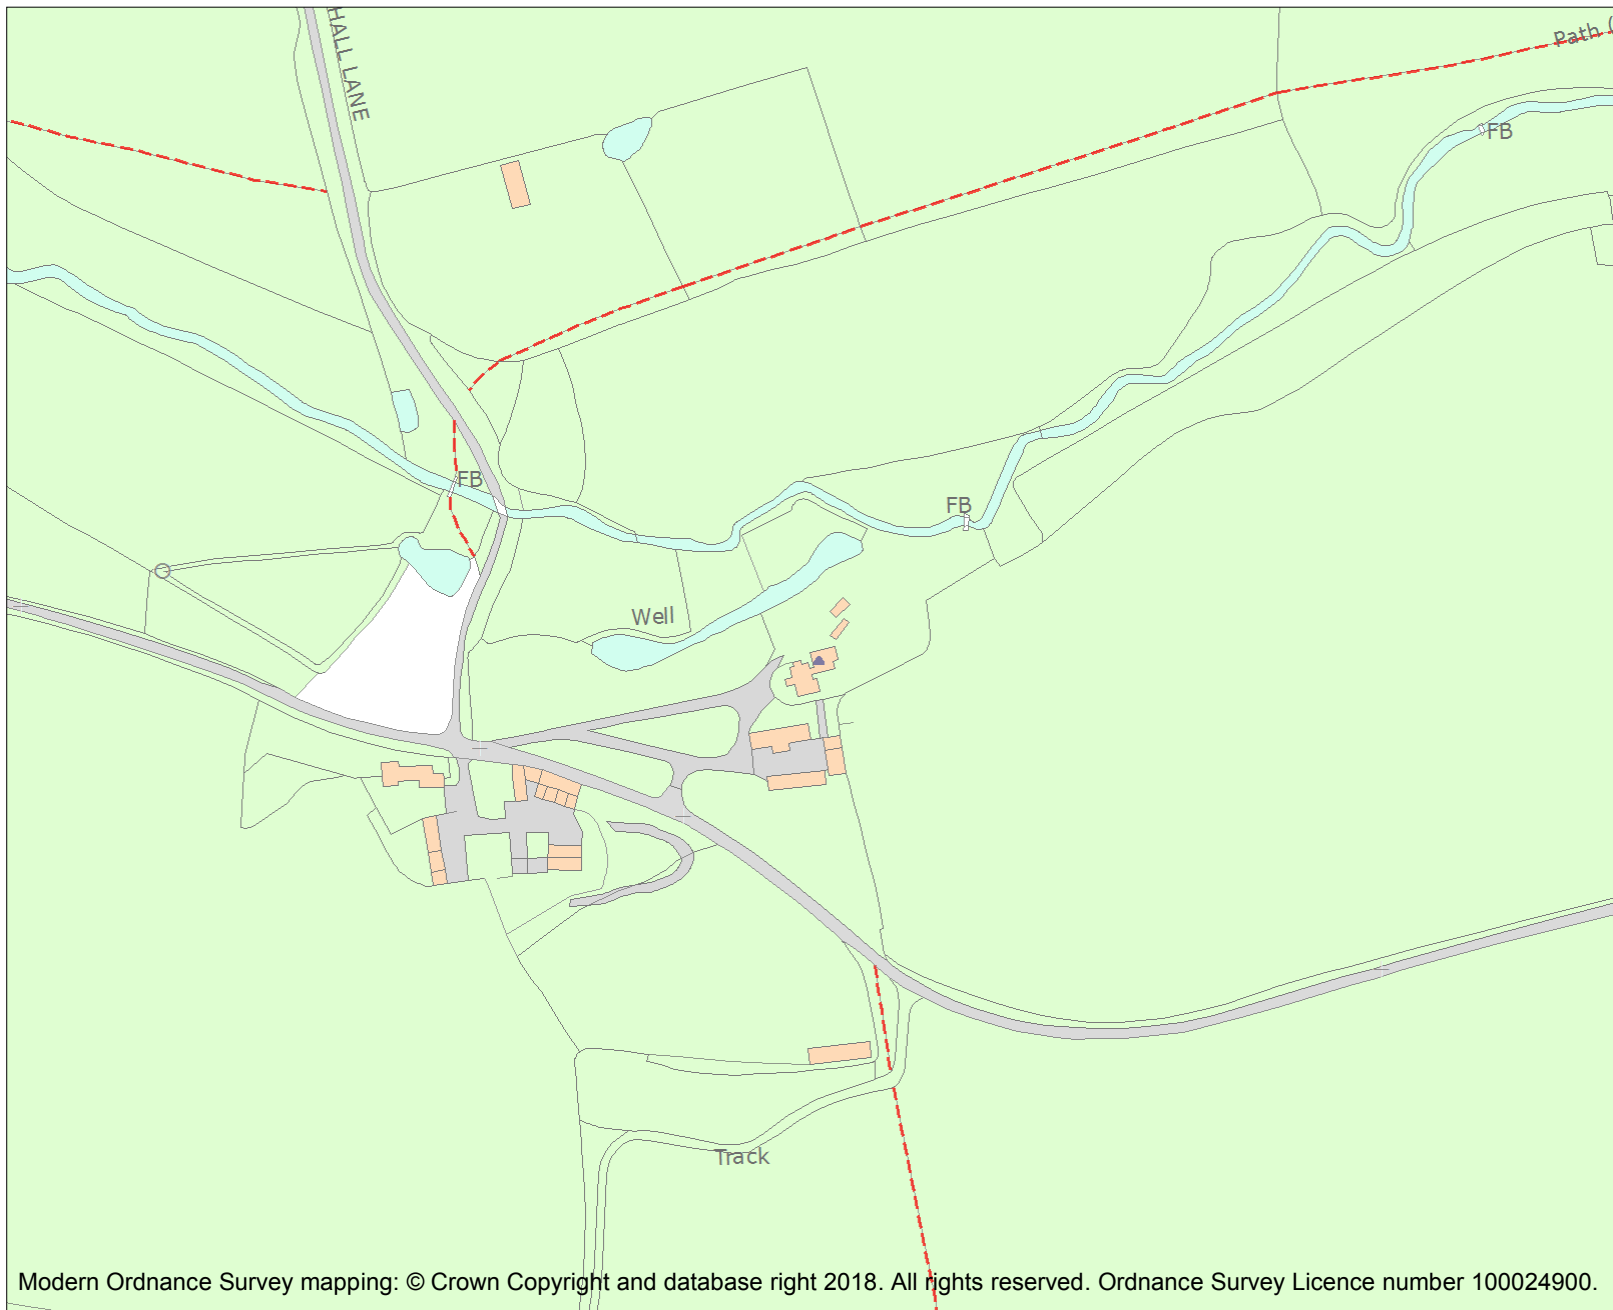 HALL LANE
Path (
FB
FB
FB
Well
Track
Modern Ordnance Survey mapping: © Crown Copyright and database right 2018. All rights reserved. Ordnance Survey Licence number 100024900.